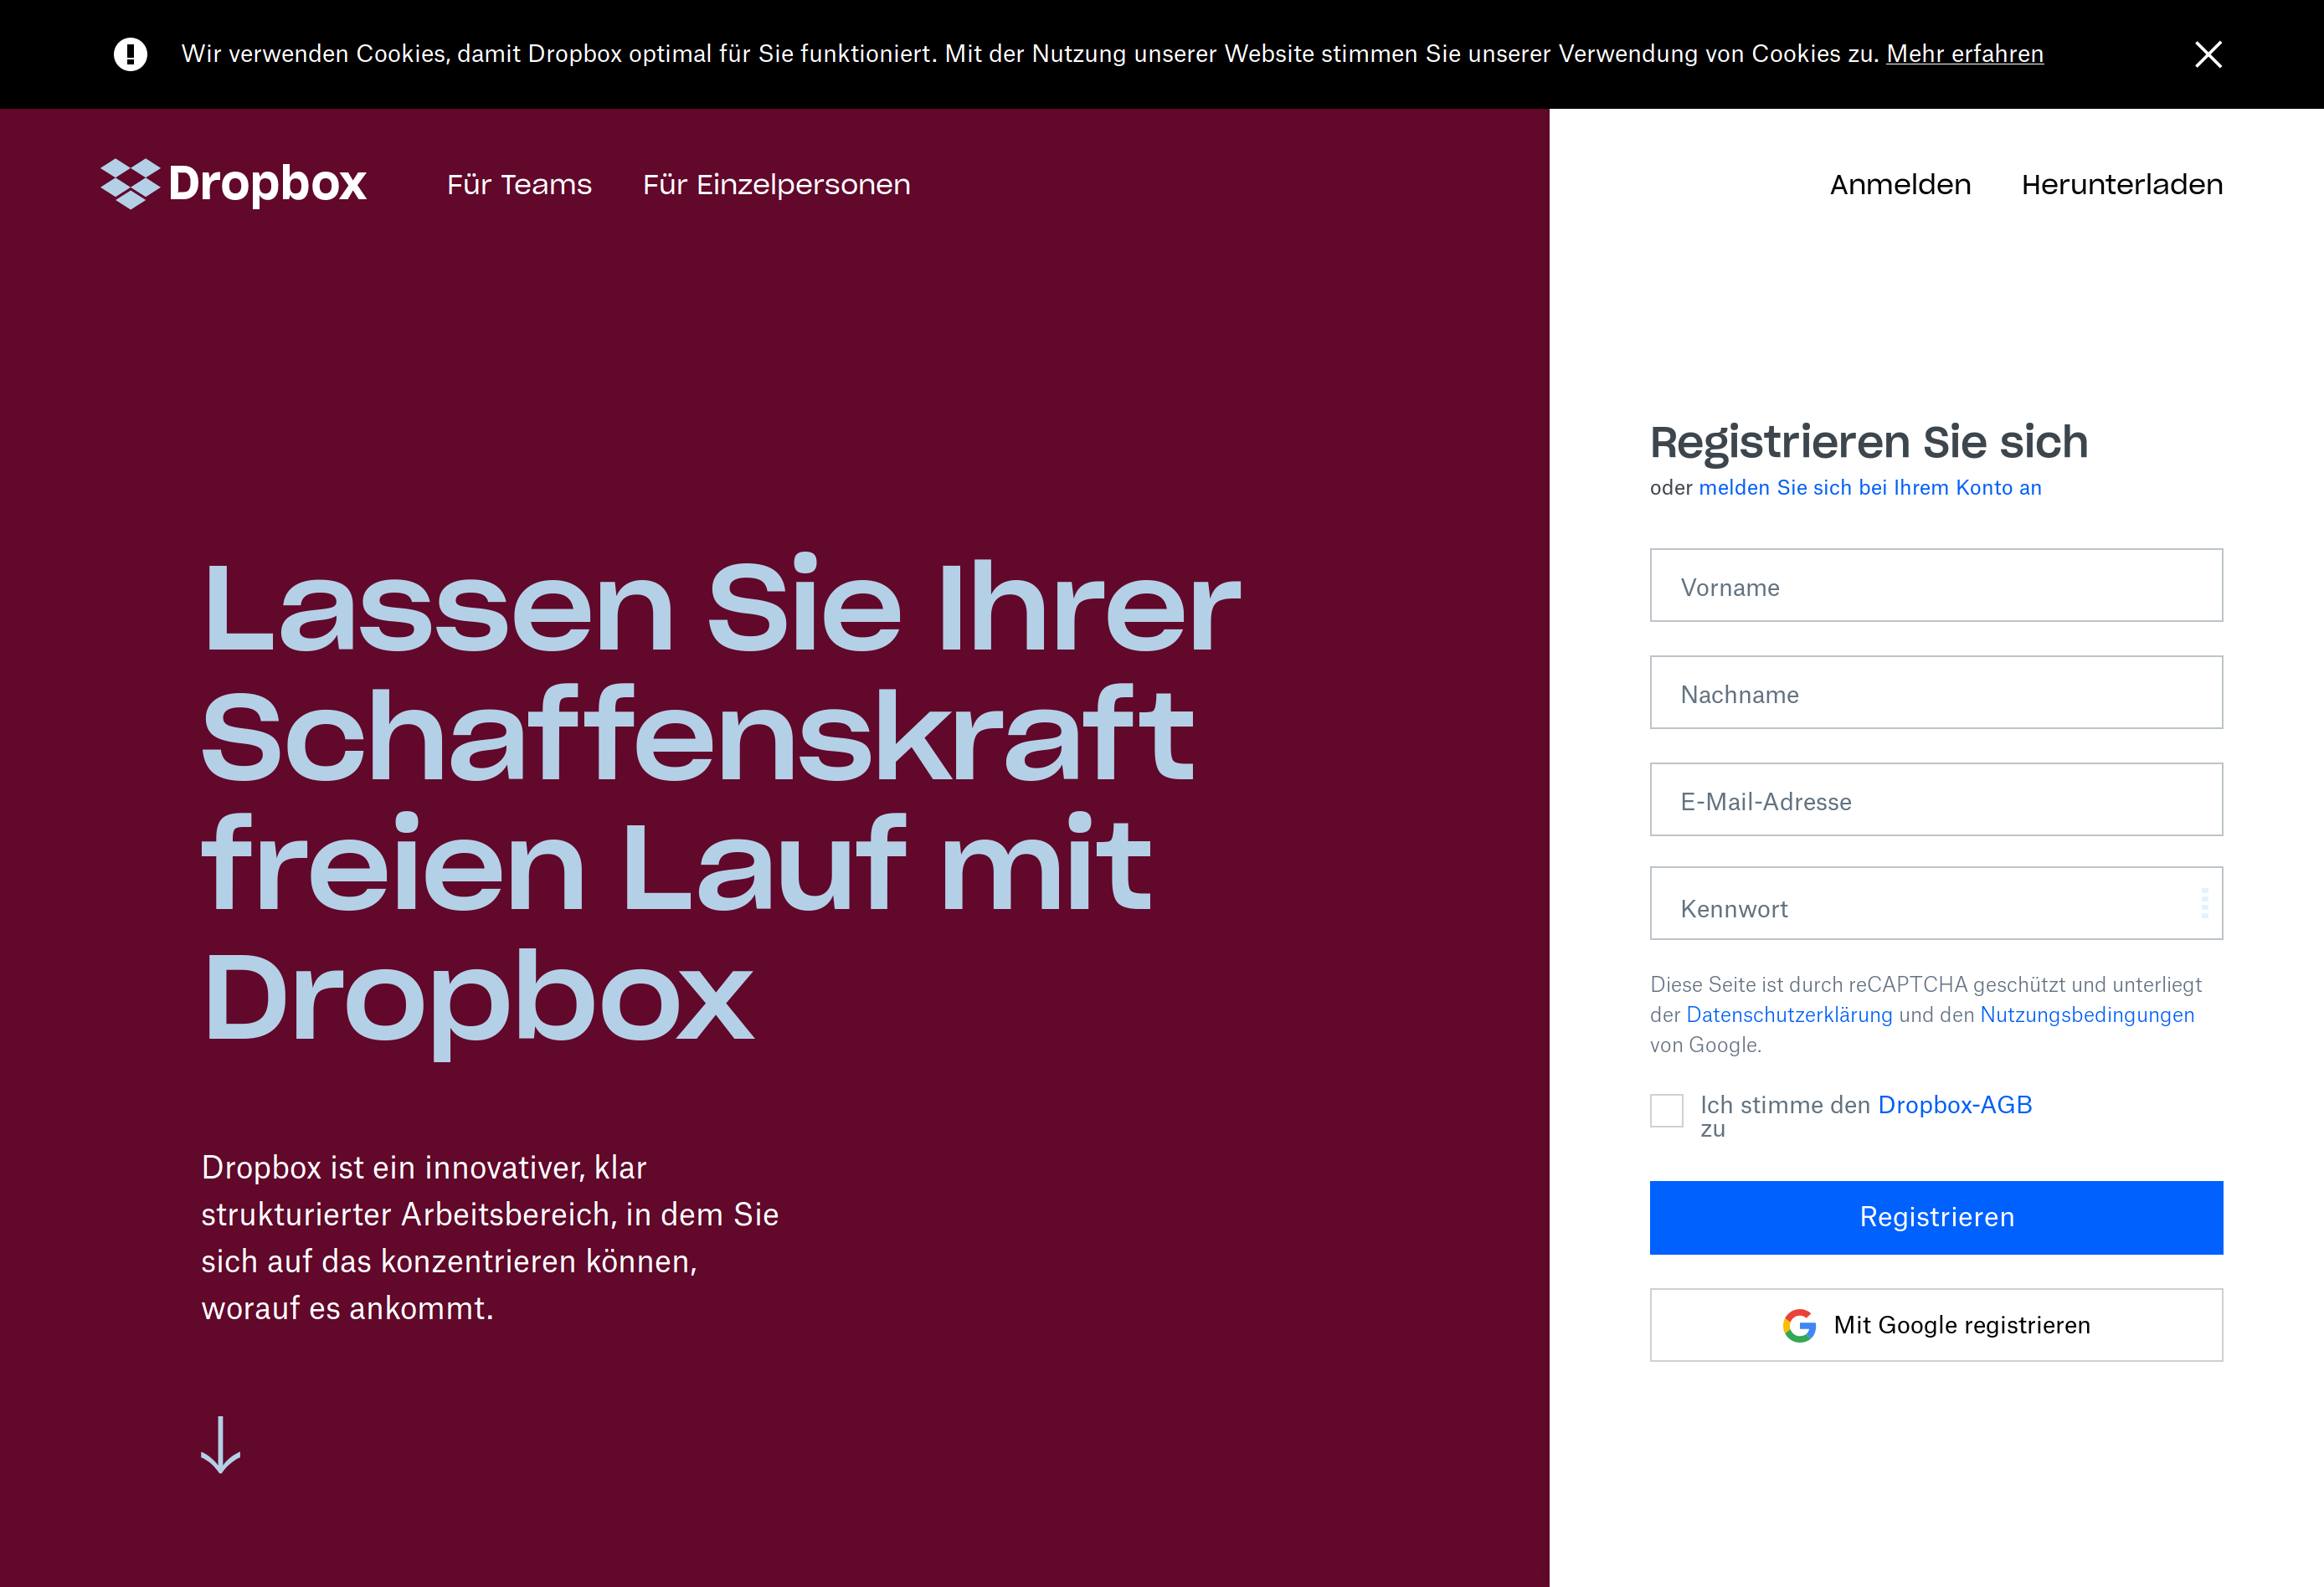 Wir verwenden Cookies, damit Dropbox optimal für Sie funktioniert. Mit der Nutzung unserer Website stimmen Sie unserer Verwendung von Cookies zu. Mehr erfahren
Dropbox
Für Teams
Für Einzelpersonen
Anmelden
Herunterladen
Lassen Sie Ihrer
Schaffenskraft
freien Lauf mit
Dropbox
Dropbox ist ein innovativer, klar
strukturierter Arbeitsbereich, in dem Sie
sich auf das konzentrieren können,
worauf es ankommt.
Registrieren Sie sich
oder melden Sie sich bei Ihrem Konto an
Vorname
Nachname
E-Mail-Adresse
Kennwort
Diese Seite ist durch reCAPTCHA geschützt und unterliegt
der Datenschutzerklärung und den Nutzungsbedingungen
von Google.
Ich stimme den Dropbox-AGB
zu
Registrieren
Mit Google registrieren